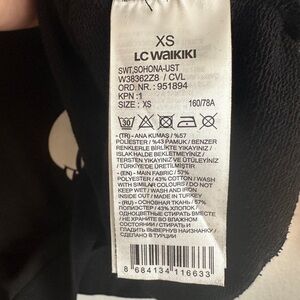 XS
LC WAIKIKI
SWT,SOHONA-UST
W38362Z8 / CVL
ORD. NR. : 951894
KPN :1
SIZE : XS 160/78A
30
- (TR) - ANA KUMAŞ / %57
POLİESTER / %43 PAMUK / BENZER
RENKLERLE BİRLİKTE YIKAYINIZ /
ISLAK HALDE BEKLETMEYİNİZ /
TERSTEN YIKAYINIZ VE ÜTÜLEYİNİZ /
TÜRKİYE'DE ÜRETİLMİŞTİR
- (EN) - MAIN FABRIC / 57%
POLYESTER / 43% COTTON / WASH
WITH SIMILAR COLOURS / DO NOT
KEEP WET / WASH AND IRON
INSIDE OUT / MADE IN TURKEY
- (RU) - ОСНОВНАЯ ТКАНЬ / 57%
ПОЛИЭСТЕР / 43% ХЛОПОК /
ОДНОЦВЕТНЫЕ СТИРАТЬ ВМЕСТЕ
/ НЕ ХРАНИТЬ ВО ВЛАЖНОМ
СОСТОЯНИИ / СТИРАТЬ И
ГЛАДИТЬ ВЫВЕРНУВ НАИЗНАНКУ /
СДЕЛАНО В ТУРЦИИ
8 684134 116633